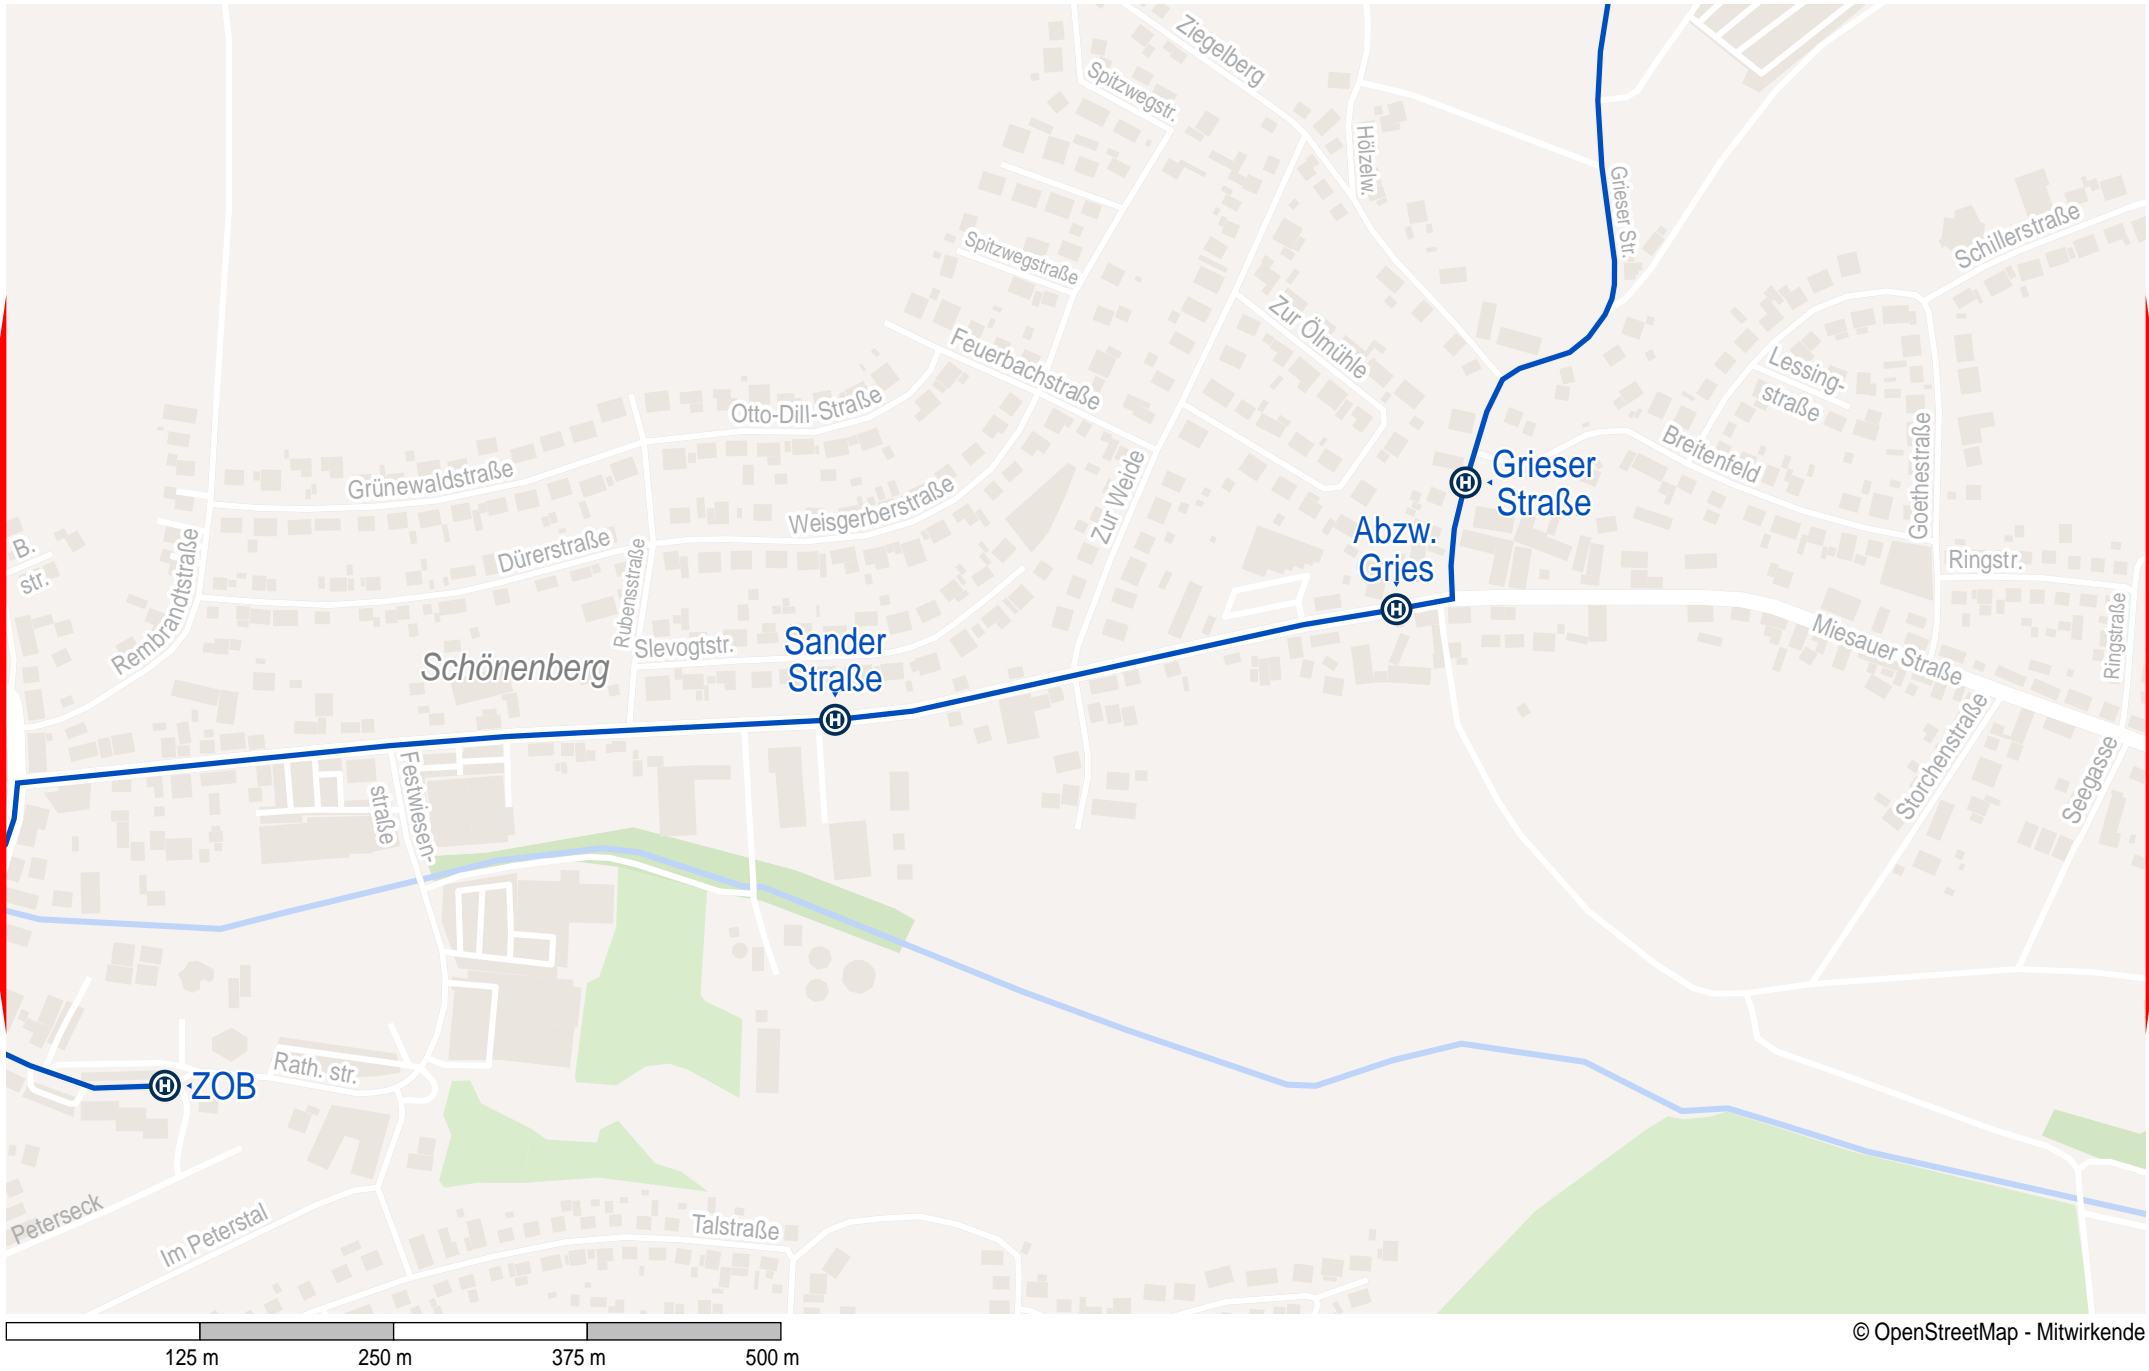 Ziegelberg
Spitzwegstr.
Hölzelw.
Grieser Str.
Schillerstraße
Spitzwegstraße
Zur Ölmühle
Feuerbachstraße
Lessing-
straße
Otto-Dill-Straße
Goethestraße
Breitenfeld
Grünewaldstraße
Weisgerberstraße
Zur Weide
Grieser
Straße
Abzw.
Gries
B.
str.
Rembrandtstraße
Dürerstraße
Rubensstraße
Ringstr.
Ringstraße
Slevogtstr.
Sander
Straße
Schönenberg
Miesauer Straße
Storchenstraße
Seegasse
Festwiesen-
straße
H
H
H
Rath. str.
H
ZOB
Peterseck
Im Peterstal
Talstraße
© OpenStreetMap - Mitwirkende
125 m
250 m
375 m
500 m